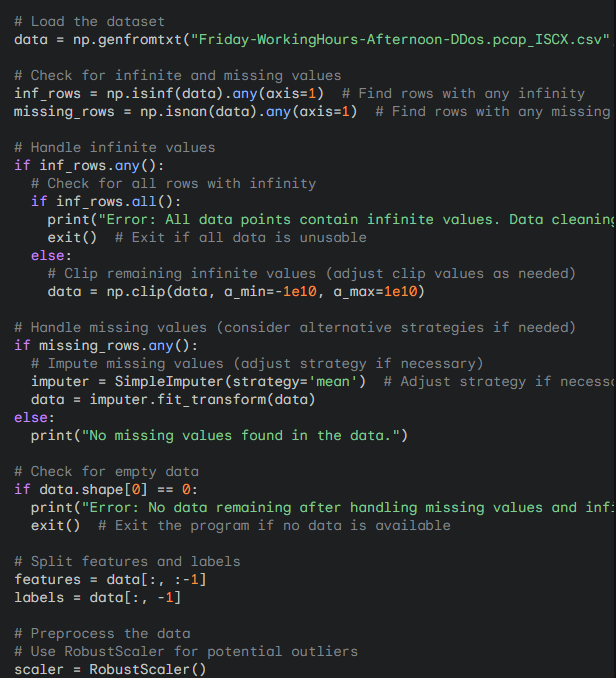 # Load the dataset
data = np.genfromtxt("Friday-WorkingHours-Afternoon-DDos.pcap_ISCX.csv"
# Check for infinite and missing values
inf_rows = np.isinf(data).any(axis=1)  # Find rows with any infinity
missing_rows = np.isnan(data).any(axis=1)  # Find rows with any missing
# Handle infinite values
if inf_rows.any():
  # Check for all rows with infinity
  if inf_rows.all():
    print("Error: All data points contain infinite values. Data cleaning
    exit()  # Exit if all data is unusable
  else:
    # Clip remaining infinite values (adjust clip values as needed)
    data = np.clip(data, a_min=-1e10, a_max=1e10)
# Handle missing values (consider alternative strategies if needed)
if missing_rows.any():
  # Impute missing values (adjust strategy if necessary)
  imputer = SimpleImputer(strategy='mean')  # Adjust strategy if necess
  data = imputer.fit_transform(data)
else:
  print("No missing values found in the data.")
# Check for empty data
if data.shape[0] == 0:
  print("Error: No data remaining after handling missing values and inf
  exit()  # Exit the program if no data is available
# Split features and labels
features = data[:, :-1]
labels = data[:, -1]
# Preprocess the data
# Use RobustScaler for potential outliers
scaler = RobustScaler()